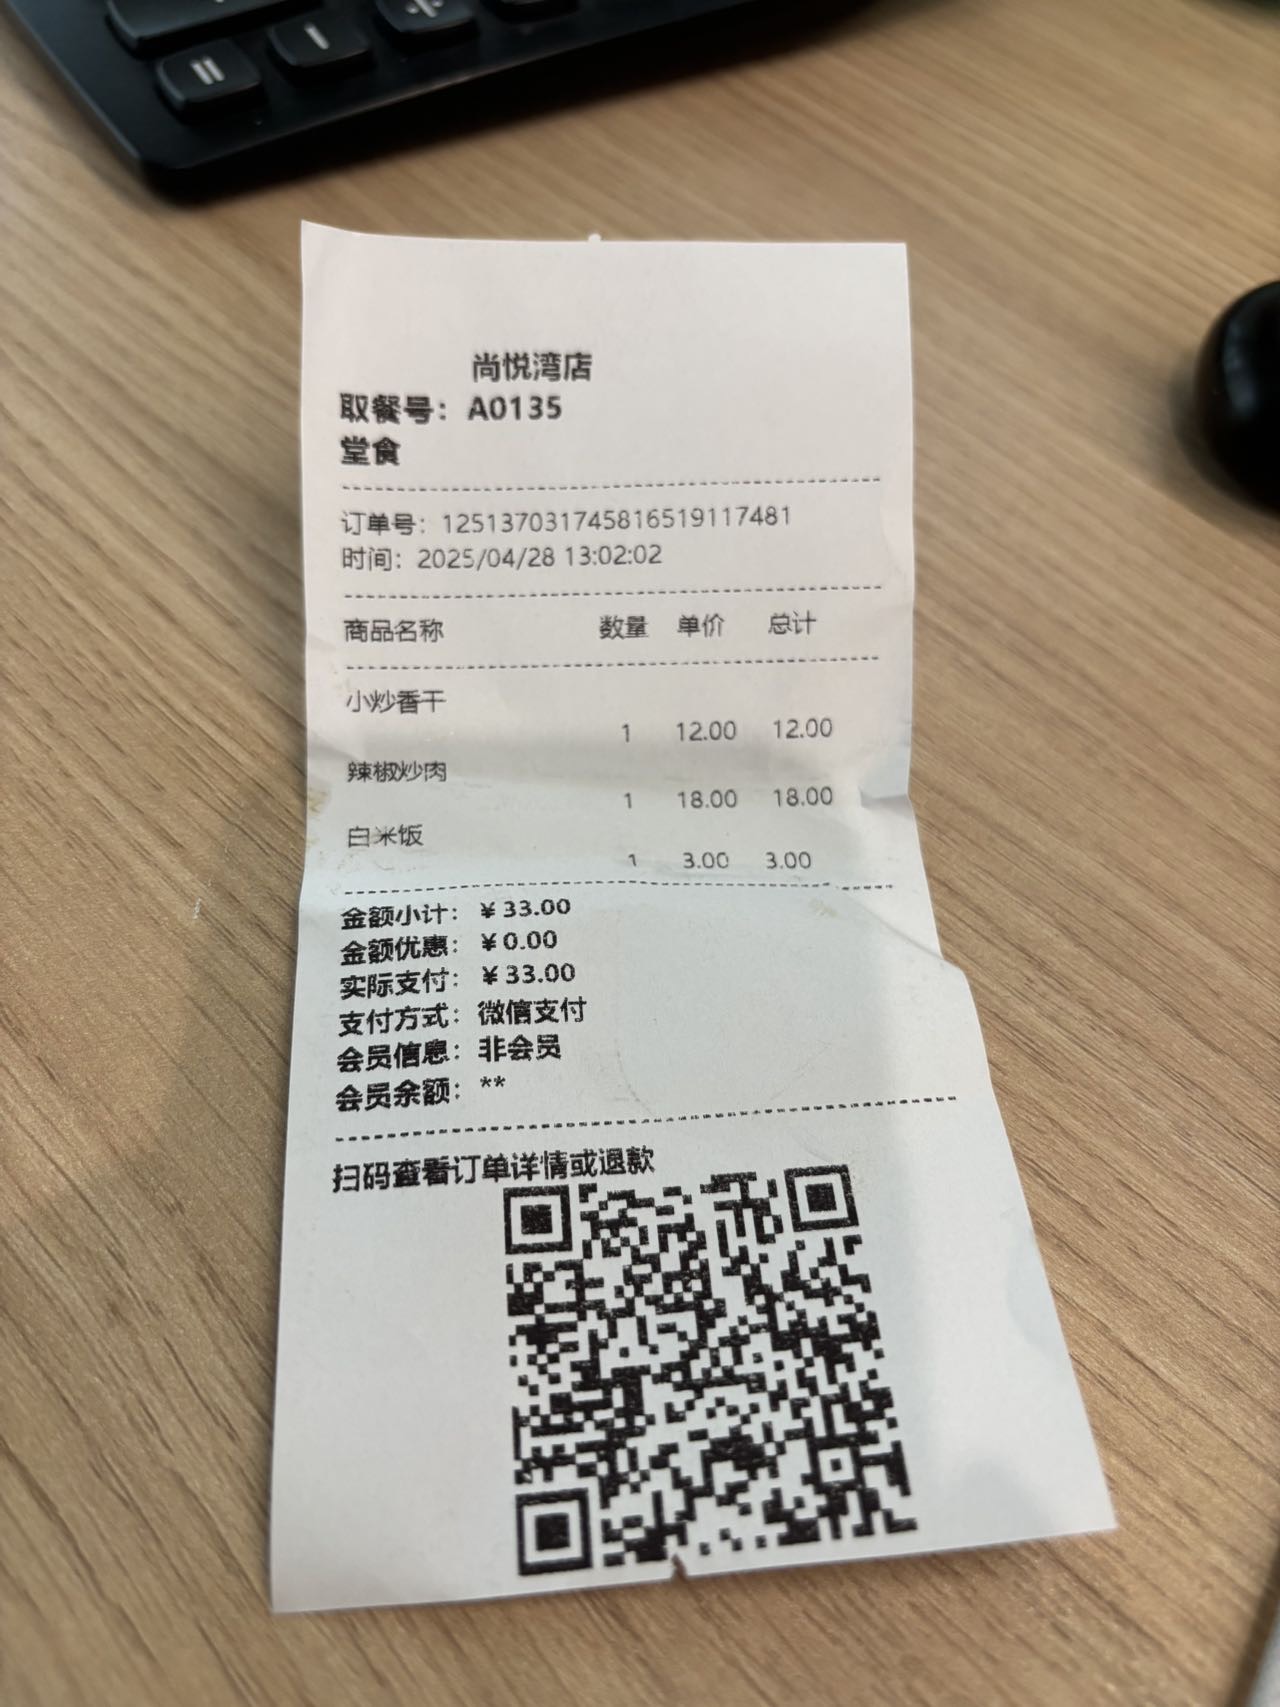 尚悦湾店
取餐号：A0135
堂食
订单号：1251370317458165191174​81
时间：2025/04/28 13:02:02
商品名称 数量 单价 总计
小炒香干
1 12.00 12.00
辣椒炒肉
1 18.00 18.00
白米饭
1 3.00 3.00
金额小计：￥33.00
金额优惠：￥0.00
实际支付：￥33.00
支付方式：微信支付
会员信息：非会员
会员余额：**
扫码查看订单详情或退款